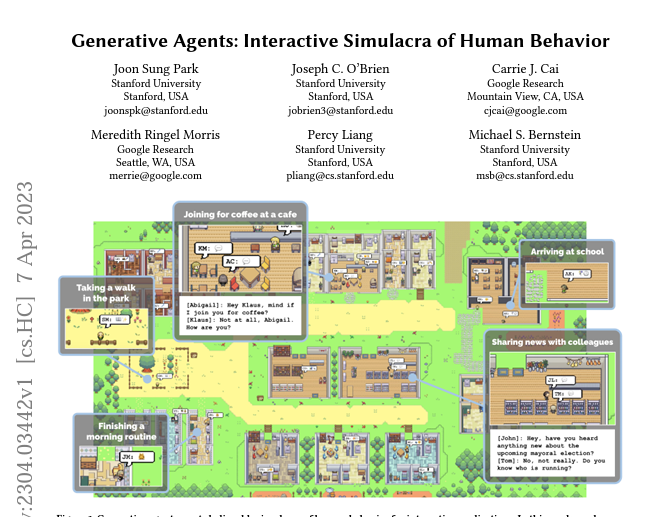 Generative Agents: Interactive Simulacra of Human Behavior
Joon Sung Park
Stanford University
Stanford, USA
joonspk@stanford.edu
Joseph C. O'Brien
Stanford University
Stanford, USA
jobrien3@stanford.edu
Carrie J. Cai
Google Research
Mountain View, CA, USA
cjcai@google.com
Meredith Ringel Morris
Google Research
Seattle, WA, USA
merrie@google.com
Percy Liang
Stanford University
Stanford, USA
pliang@cs.stanford.edu
Michael S. Bernstein
Stanford University
Stanford, USA
msb@cs.stanford.edu
v:2304.03442v1 [cs.HC] 7 Apr 2023
Joining for coffee at a cafe
KM:
AC:
[Abigail]: Hey Klaus, mind if
I join you for coffee?
[Klaus]: Not at all, Abigail.
How are you?
Arriving at school
AK:
Taking a walk
in the park
Sharing news with colleagues
JL:
TM:
[John]: Hey, have you heard
anything new about the
upcoming mayoral election?
[Tom]: No, not really. Do you
know who is running?
Finishing a
morning routine
JM: